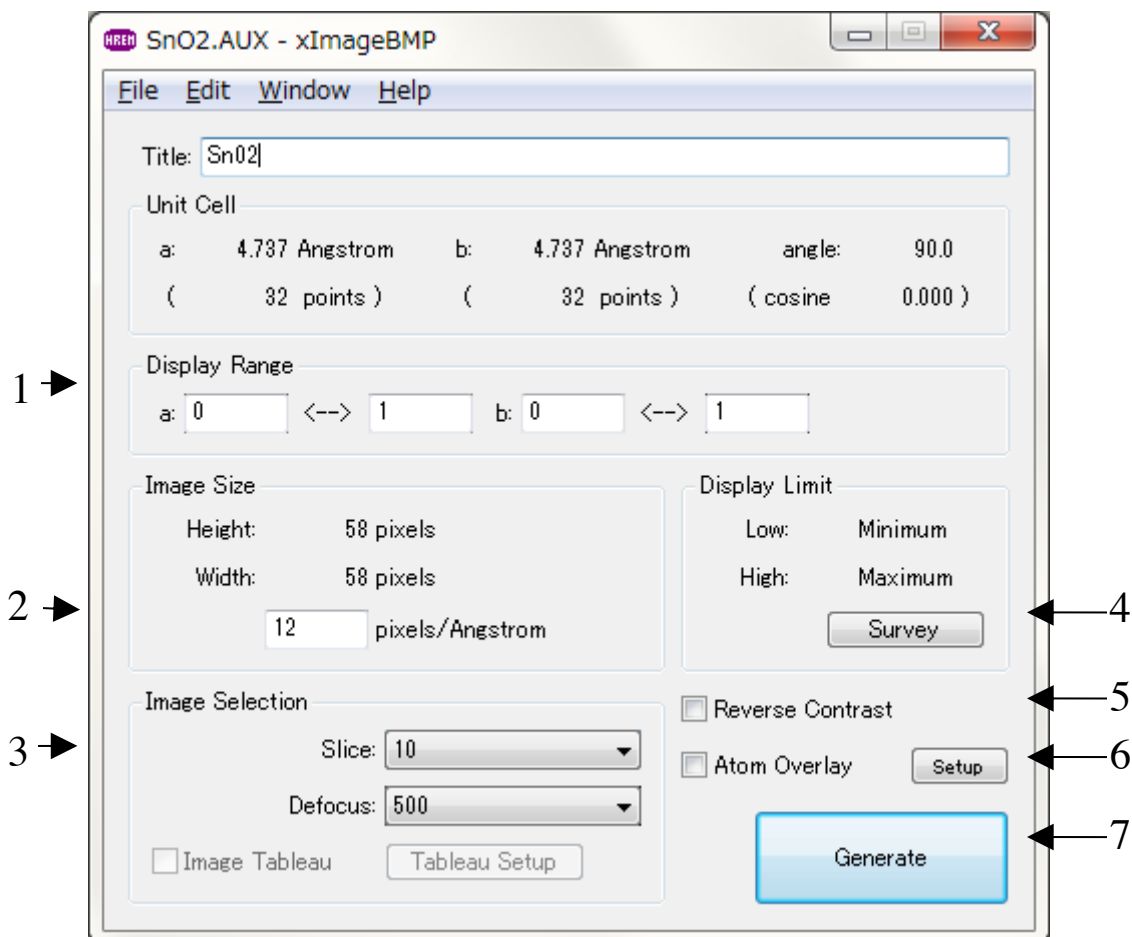 HREM SnO2.AUX - xImageBMP
File Edit Window Help
Title: Sn02
Unit Cell
a: 4.737 Angstrom b: 4.737 Angstrom angle: 90.0
( 32 points ) ( 32 points ) ( cosine 0.000 )
1 Display Range
a: 0 <--> 1 b: 0 <--> 1
Image Size Display Limit
Height: 58 pixels Low: Minimum
Width: 58 pixels High: Maximum
2 12 pixels/Angstrom Survey 4
Image Selection Reverse Contrast 5
3 Slice: 10 Atom Overlay Setup 6
Defocus: 500
Image Tableau Tableau Setup Generate 7